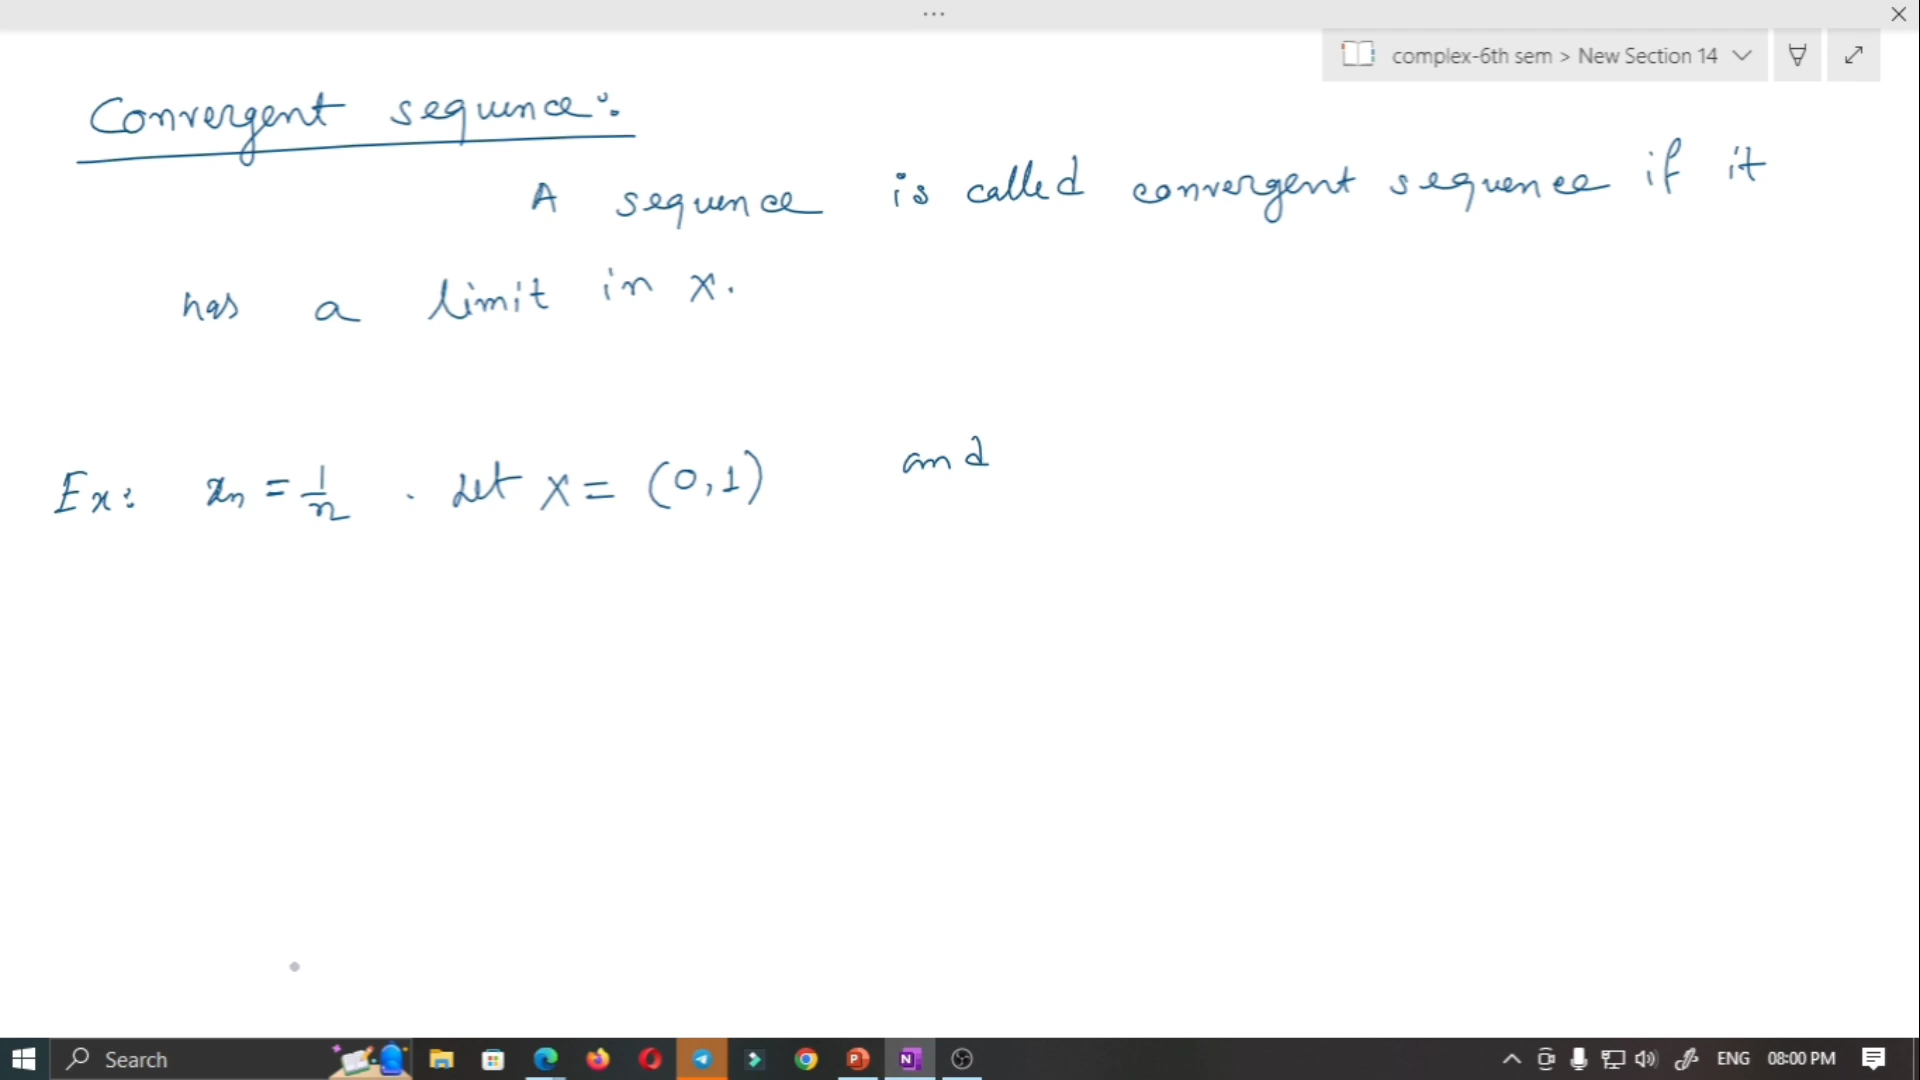 complex-6th sem > New Section 14
Convergent sequence:
A sequence is called convergent sequence if it
has a limit in X.
Ex: xn = 1/n . Let X = (0,1) and
Search
ENG 08:00 PM